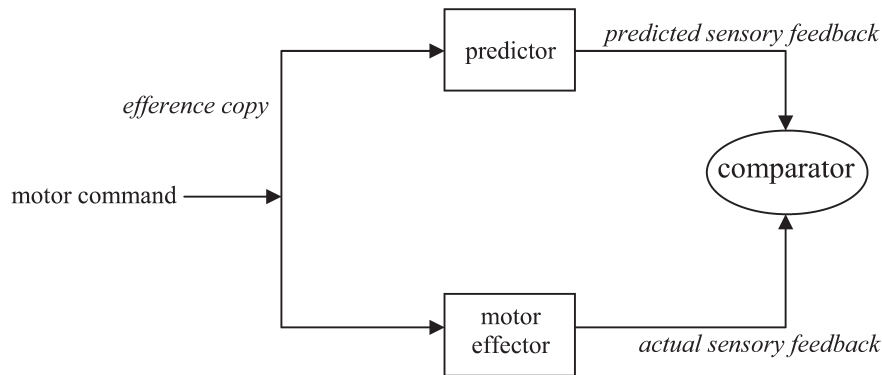 predicted sensory feedback
predictor
efference copy
comparator
motor command
motor
effector
actual sensory feedback